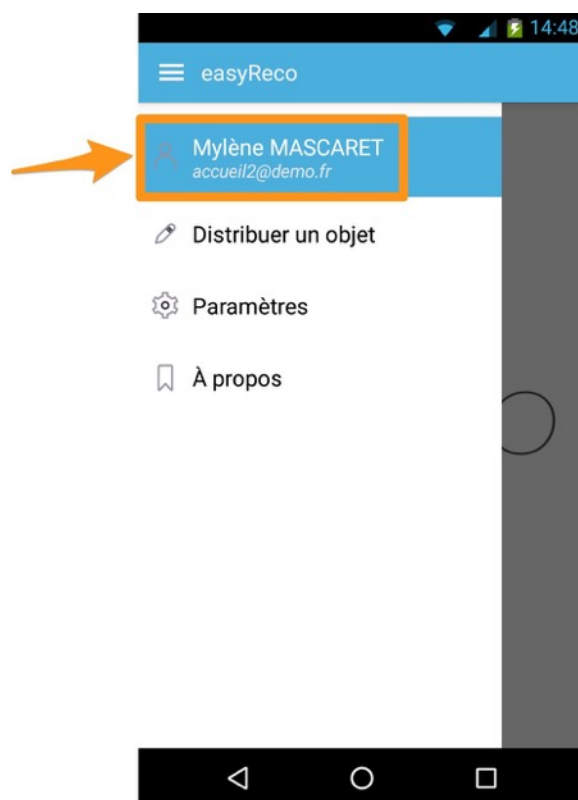 14:48
easyReco
Mylène MASCARET
accueil2@demo.fr
Distribuer un objet
Paramètres
À propos